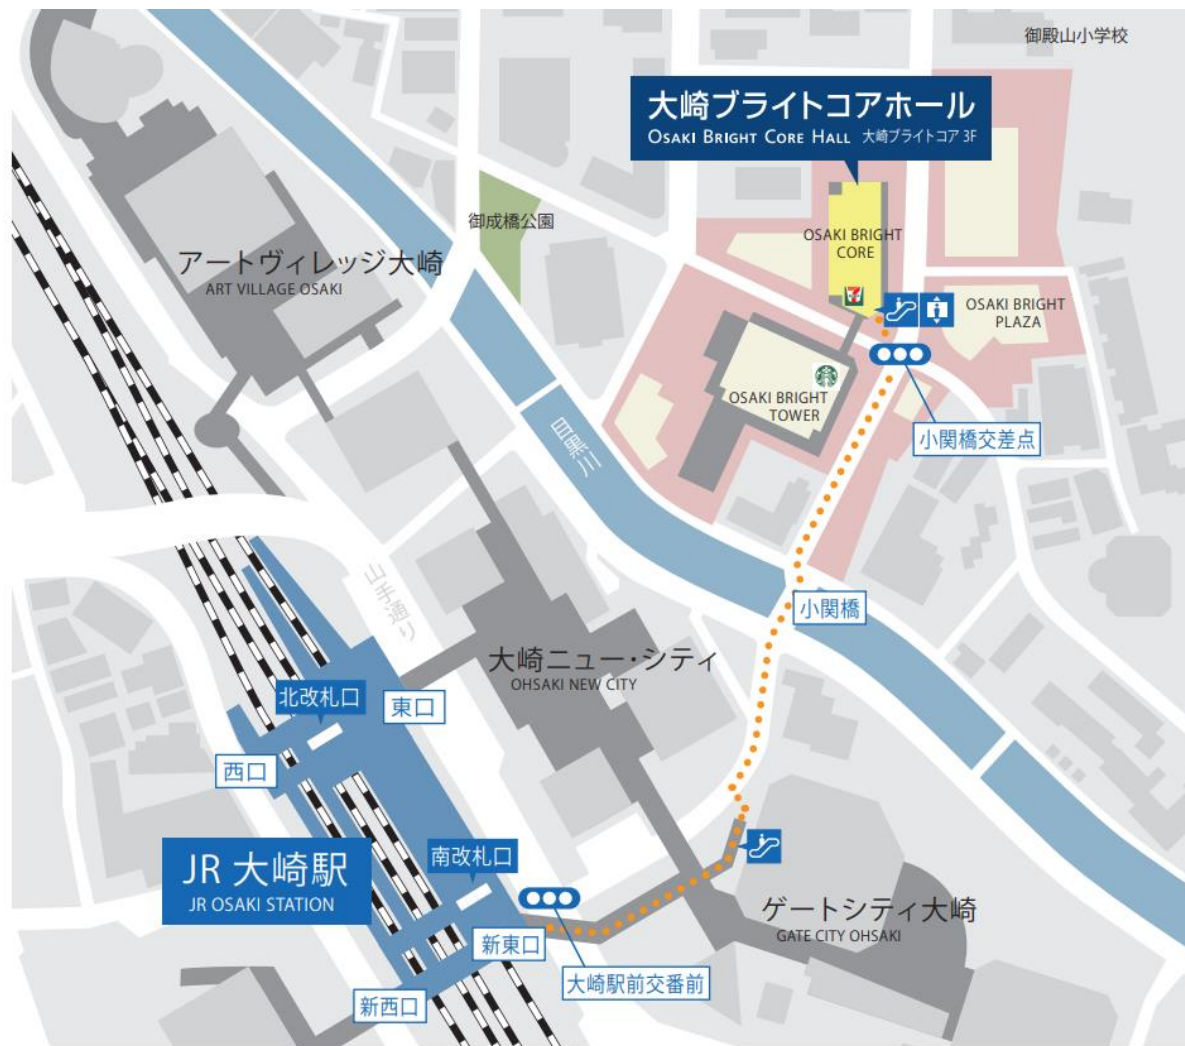 御殿山小学校
大崎ブライトコアホール
OSAKI BRIGHT CORE HALL 大崎ブライトコア 3F
御成橋公園
OSAKI BRIGHT
CORE
アートヴィレッジ大崎
ART VILLAGE OSAKI
7
OSAKI BRIGHT
PLAZA
OSAKI BRIGHT
TOWER
小関橋交差点
目黒川
山手通り
小関橋
大崎ニュー・シティ
OHSAKI NEW CITY
北改札口
東口
西口
JR 大崎駅
JR OSAKI STATION
南改札口
ゲートシティ大崎
GATE CITY OHSAKI
新東口
大崎駅前交番前
新西口